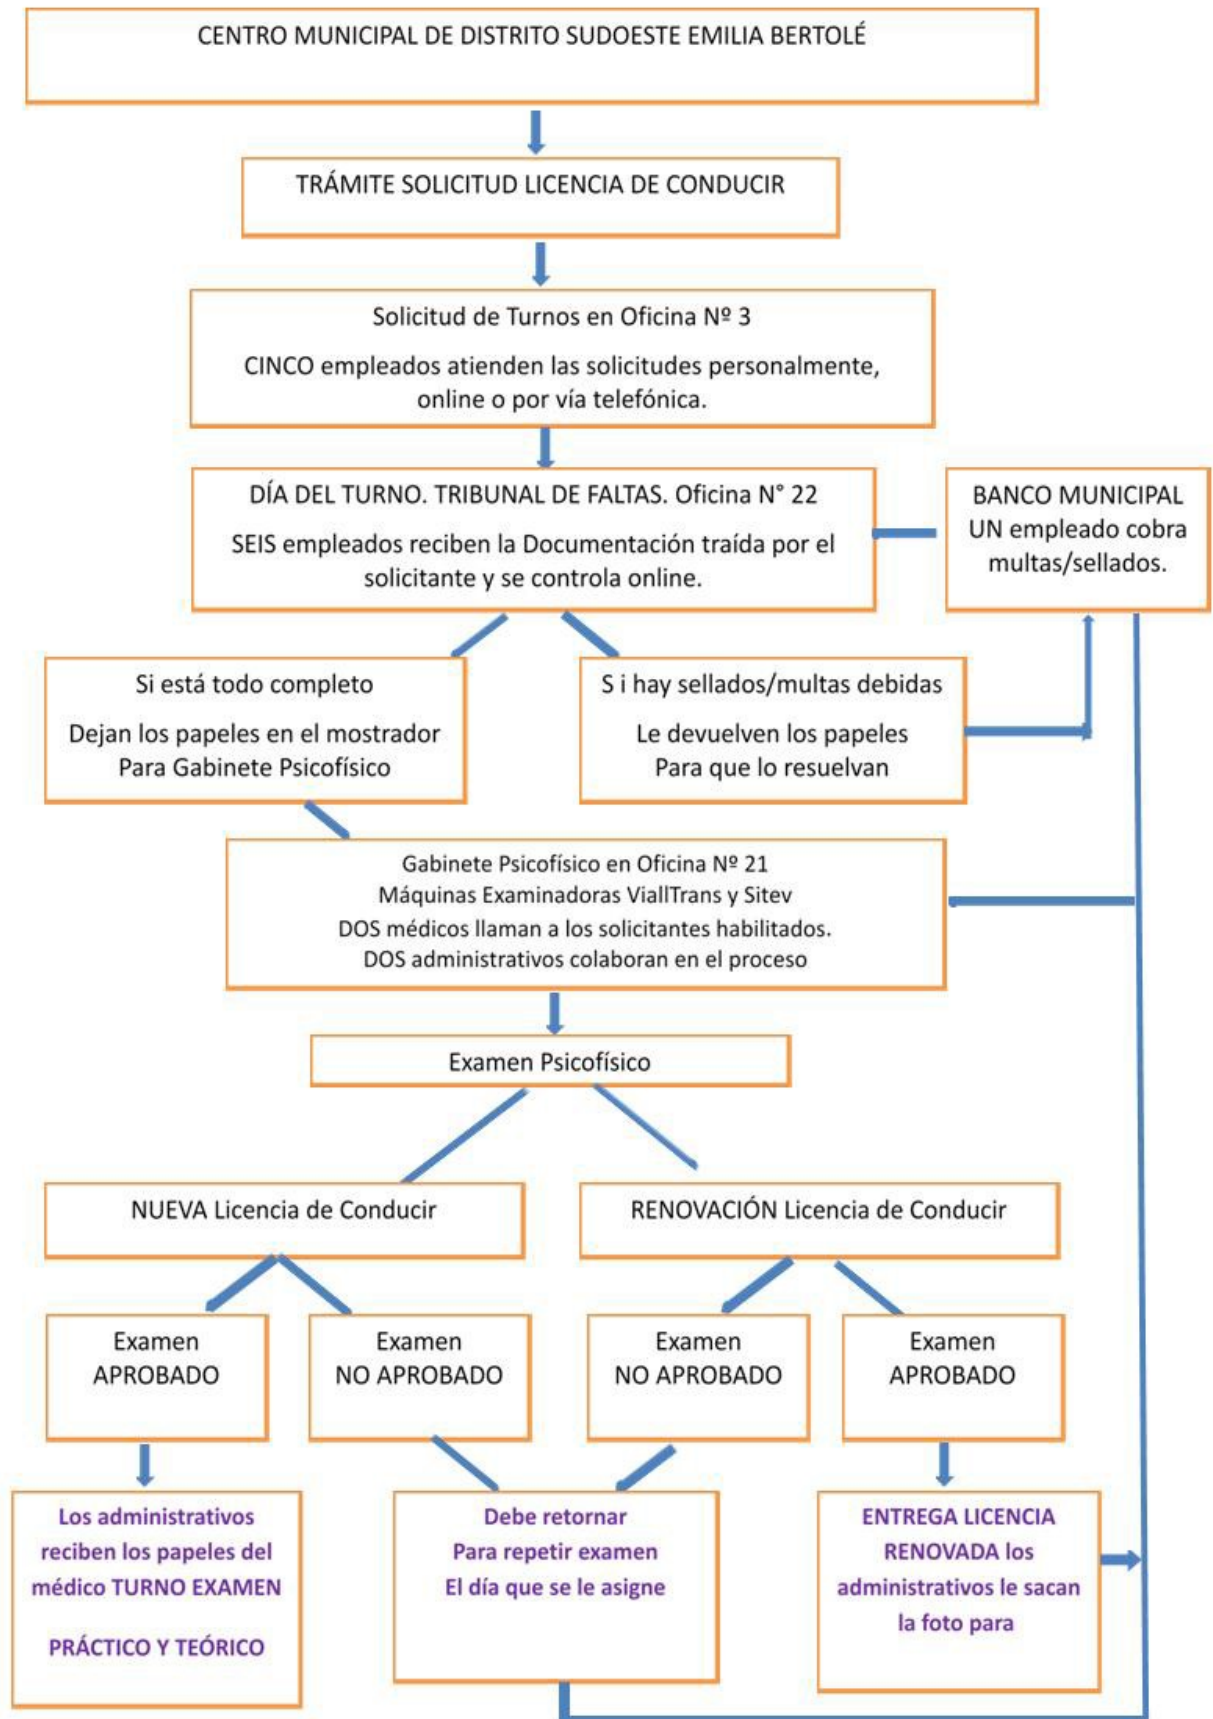 CENTRO MUNICIPAL DE DISTRITO SUDOESTE EMILIA BERTOLÉ
TRÁMITE SOLICITUD LICENCIA DE CONDUCIR
Solicitud de Turnos en Oficina Nº 3
CINCO empleados atienden las solicitudes personalmente,
online o por vía telefónica.
DÍA DEL TURNO. TRIBUNAL DE FALTAS. Oficina N° 22
SEIS empleados reciben la Documentación traída por el
solicitante y se controla online.
BANCO MUNICIPAL
UN empleado cobra
multas/sellados.
Si está todo completo
Dejan los papeles en el mostrador
Para Gabinete Psicofísico
S i hay sellados/multas debidas
Le devuelven los papeles
Para que lo resuelvan
Gabinete Psicofísico en Oficina Nº 21
Máquinas Examinadoras ViallTrans y Sitev
DOS médicos llaman a los solicitantes habilitados.
DOS administrativos colaboran en el proceso
Examen Psicofísico
NUEVA Licencia de Conducir
RENOVACIÓN Licencia de Conducir
Examen
APROBADO
Examen
NO APROBADO
Examen
NO APROBADO
Examen
APROBADO
Los administrativos
reciben los papeles del
médico TURNO EXAMEN
PRÁCTICO Y TEÓRICO
Debe retornar
Para repetir examen
El día que se le asigne
ENTREGA LICENCIA
RENOVADA los
administrativos le sacan
la foto para